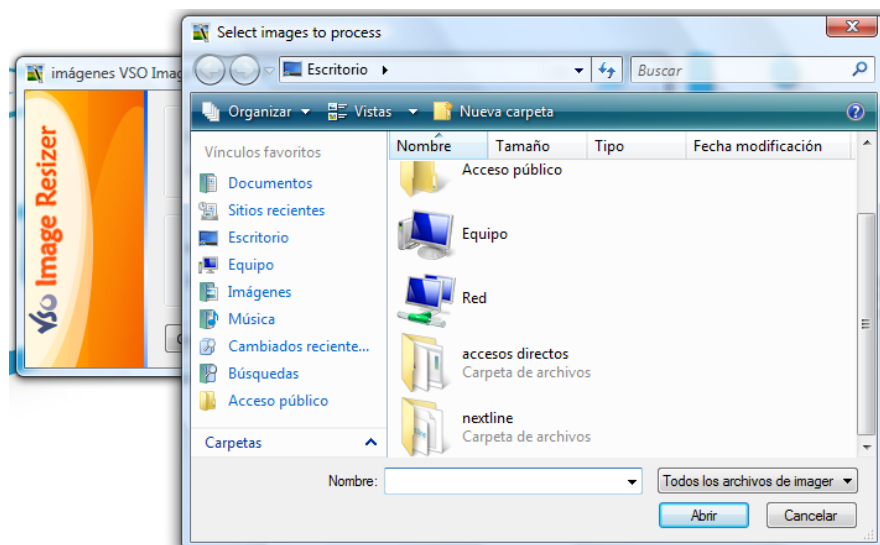 Select images to process
imágenes VSO Imag
VSO Image Resizer
Escritorio
Buscar
Organizar Vistas Nueva carpeta
Vínculos favoritos
Documentos
Sitios recientes
Escritorio
Equipo
Imágenes
Música
Cambiados reciente...
Búsquedas
Acceso público
Carpetas
Nombre Tamaño Tipo Fecha modificación
Acceso público
Equipo
Red
accesos directos
Carpeta de archivos
nextline
Carpeta de archivos
Nombre: Todos los archivos de imager
Abrir Cancelar